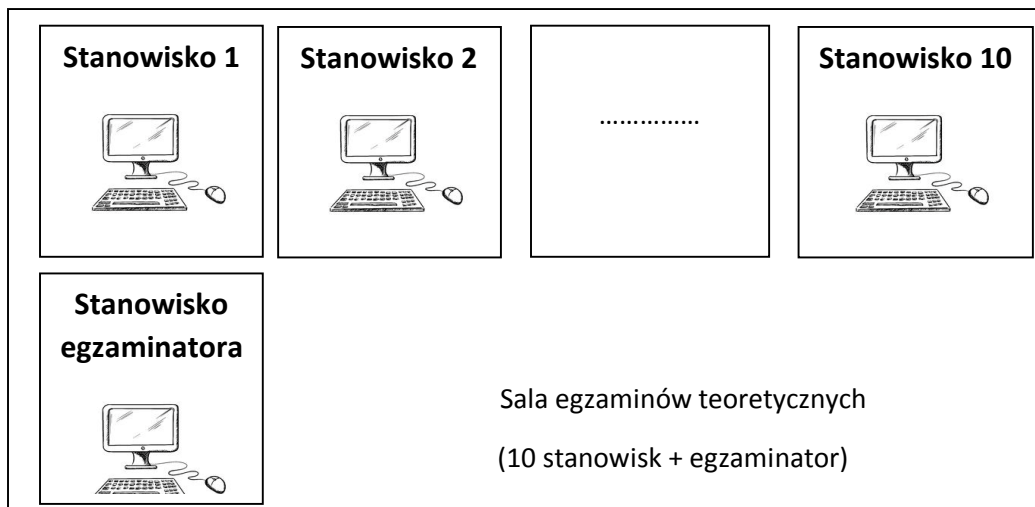 Stanowisko 1
Stanowisko 2
……………
Stanowisko 10
Stanowisko
egzaminatora
Sala egzaminów teoretycznych
(10 stanowisk + egzaminator)